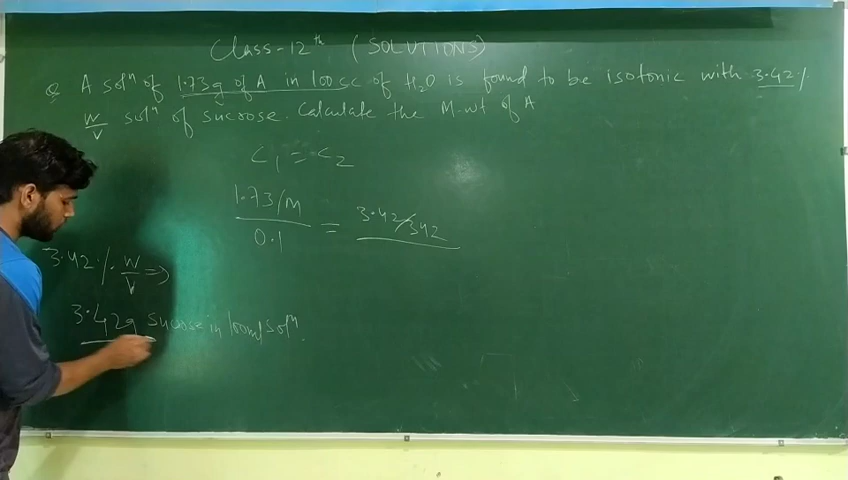 Class-12th (SOLUTIONS)
Q A solⁿ of 1.73g of A in 100cc of H₂O is found to be isotonic with 3.42%
W/V solⁿ of sucrose. Calculate the M-wt of A
C₁ = C₂
1.73/M / 0.1 = 3.42/342
3.42% W/V =>
3.42g Sucrose in 100ml solⁿ.